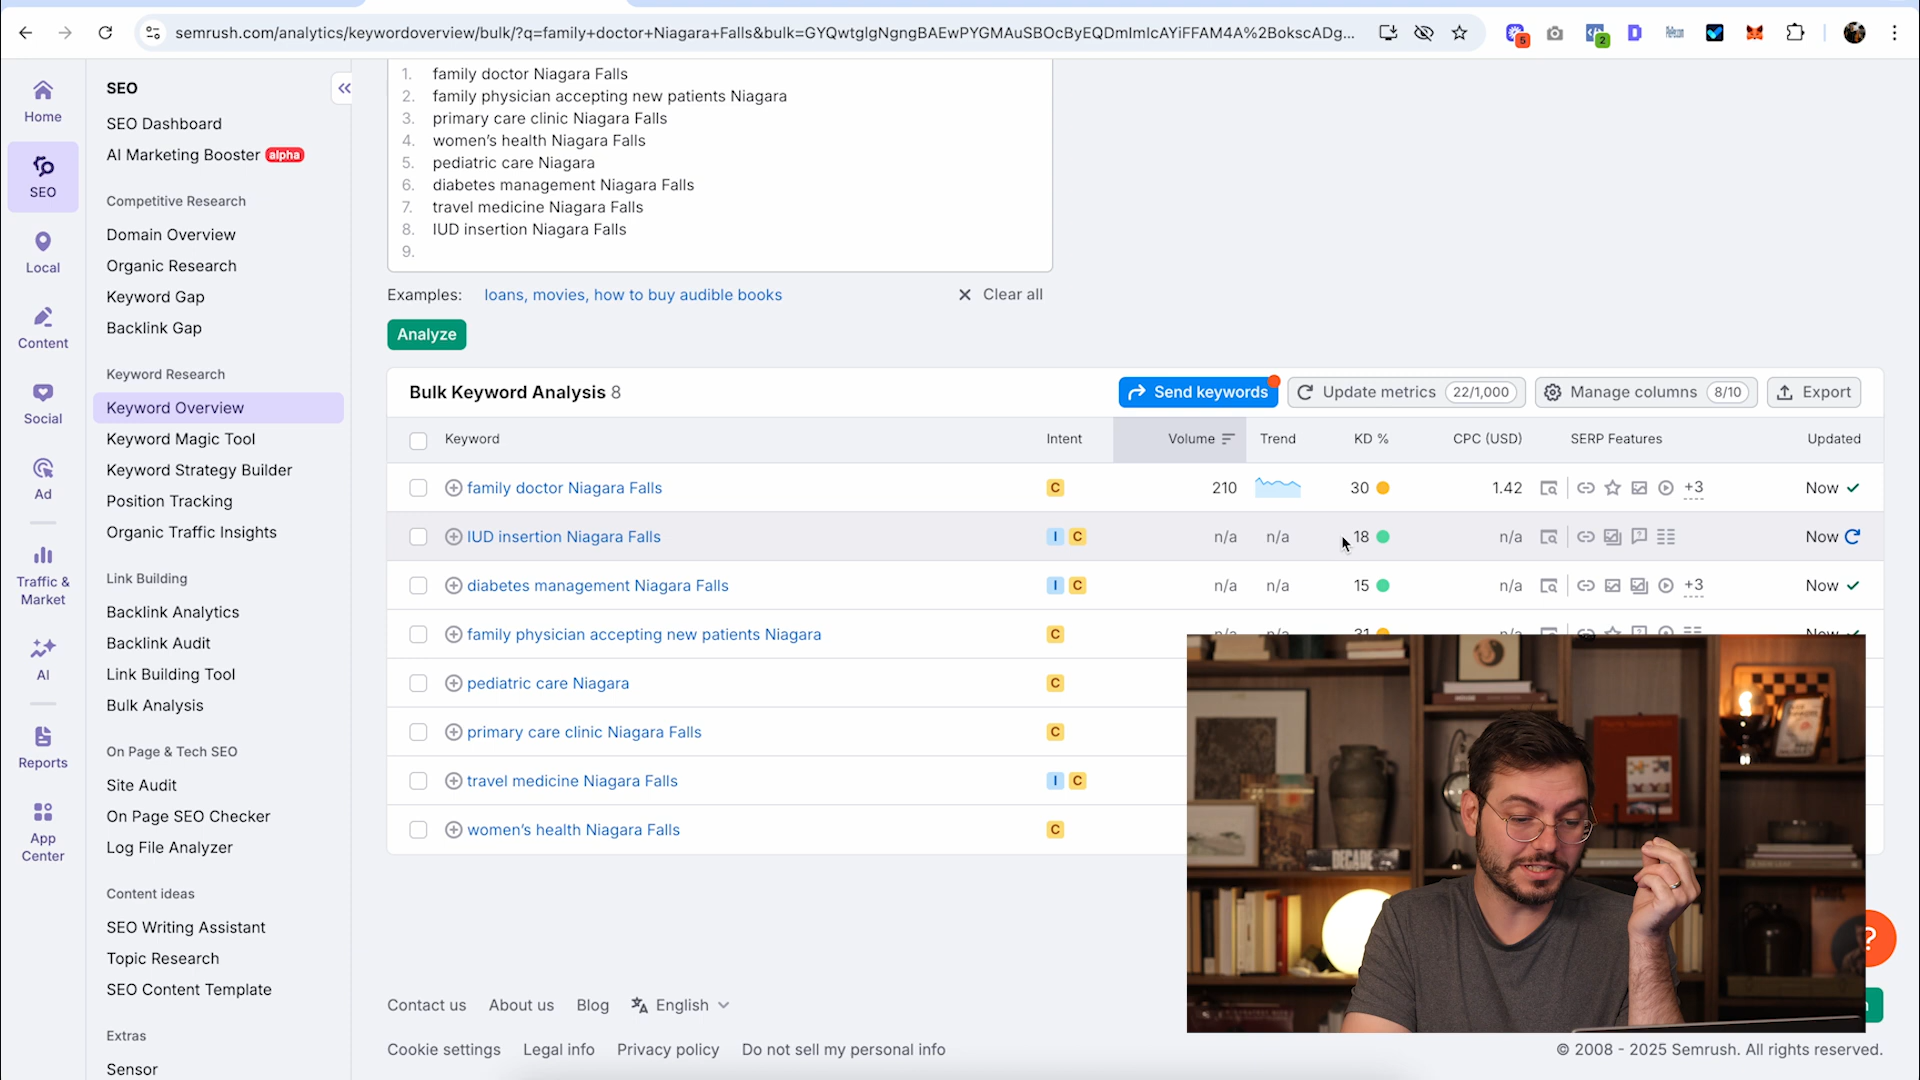 semrush.com/analytics/keywordoverview/bulk/?q=family+doctor+Niagara+Falls&bulk=GYQwtgIgNgngBAEwPYGMAuSBOcByEQDmImIcAYiFFAM4A%2BokscADg...
5
2
Home
SEO
Local
Content
Social
Ad
Traffic &
Market
AI
Reports
App
Center
SEO
SEO Dashboard
AI Marketing Booster alpha
Competitive Research
Domain Overview
Organic Research
Keyword Gap
Backlink Gap
Keyword Research
Keyword Overview
Keyword Magic Tool
Keyword Strategy Builder
Position Tracking
Organic Traffic Insights
Link Building
Backlink Analytics
Backlink Audit
Link Building Tool
Bulk Analysis
On Page & Tech SEO
Site Audit
On Page SEO Checker
Log File Analyzer
Content ideas
SEO Writing Assistant
Topic Research
SEO Content Template
Extras
Sensor
1. family doctor Niagara Falls
2. family physician accepting new patients Niagara
3. primary care clinic Niagara Falls
4. women’s health Niagara Falls
5. pediatric care Niagara
6. diabetes management Niagara Falls
7. travel medicine Niagara Falls
8. IUD insertion Niagara Falls
9.
Examples: loans, movies, how to buy audible books Clear all
Analyze
Bulk Keyword Analysis 8 Send keywords Update metrics 22/1,000 Manage columns 8/10 Export
Keyword Intent Volume Trend KD % CPC (USD) SERP Features Updated
family doctor Niagara Falls C 210 30 1.42 +3 Now
IUD insertion Niagara Falls I C n/a n/a 18 n/a Now
diabetes management Niagara Falls I C n/a n/a 15 n/a +3 Now
family physician accepting new patients Niagara C n/a n/a 31 n/a Now
pediatric care Niagara C
primary care clinic Niagara Falls C
travel medicine Niagara Falls I C
women’s health Niagara Falls C
DECADE
?
Contact us About us Blog English
Cookie settings Legal info Privacy policy Do not sell my personal info
© 2008 - 2025 Semrush. All rights reserved.